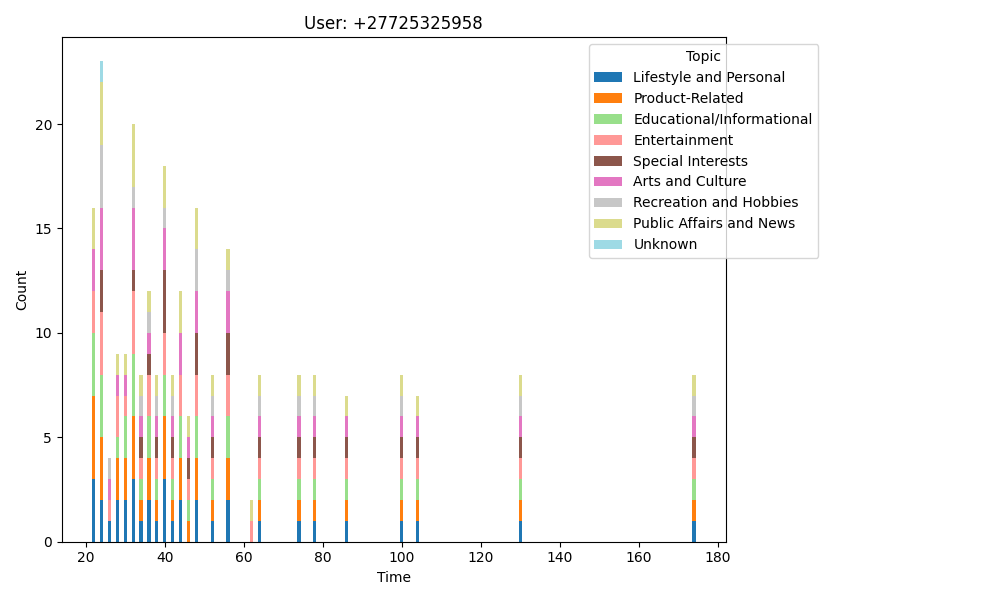 User: +27725325958
Topic
Lifestyle and Personal
Product-Related
Educational/Informational
Entertainment
Special Interests
Arts and Culture
Recreation and Hobbies
Public Affairs and News
Unknown
Count
20
15
10
5
0
20 40 60 80 100 120 140 160 180
Time